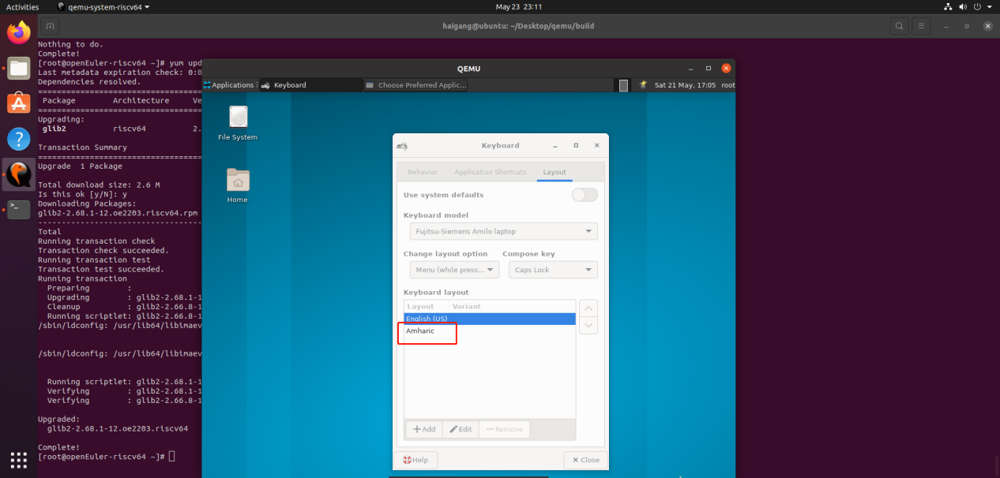 Activities
qemu-system-riscv64
May 23 23:11
haigang@ubuntu: ~/Desktop/qemu/build
Nothing to do.
Complete!
[root@openEuler-riscv64 ~]# yum upd
Last metadata expiration check: 0:0
Dependencies resolved.
================================
Package Architecture Ve
================================
Upgrading:
glib2 riscv64 2.
Transaction Summary
================================
Upgrade 1 Package
Total download size: 2.6 M
Is this ok [y/N]: y
Downloading Packages:
glib2-2.68.1-12.oe2203.riscv64.rpm
--------------------------------
Total
Running transaction check
Transaction check succeeded.
Running transaction test
Transaction test succeeded.
Running transaction
Preparing :
Upgrading : glib2-2.68.1-1
Cleanup : glib2-2.66.8-1
Running scriptlet: glib2-2.66.8-1
/sbin/ldconfig: /usr/lib64/libimaev
/sbin/ldconfig: /usr/lib64/libimaev
Running scriptlet: glib2-2.68.1-1
Verifying : glib2-2.68.1-1
Verifying : glib2-2.66.8-1
Upgraded:
glib2-2.68.1-12.oe2203.riscv64
Complete!
[root@openEuler-riscv64 ~]#
QEMU
Applications
Keyboard
Choose Preferred Applic...
Sat 21 May, 17:05 root
File System
Home
Keyboard
Behavior Application Shortcuts Layout
Use system defaults
Keyboard model
Fujitsu-Siemens Amilo laptop
Change layout option Compose key
Menu (while press... Caps Lock
Keyboard layout
Layout Variant
English (US)
Amharic
Add Edit Remove
Help Close